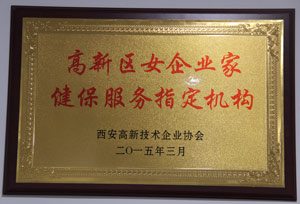 高新区女企业家
健保服务指定机构
西安高新技术企业协会
二〇一五年三月